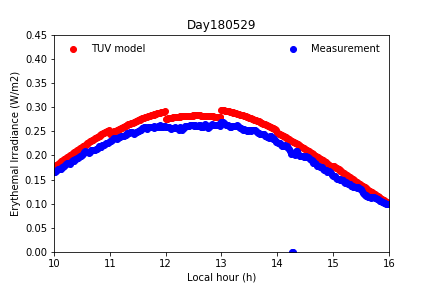 Day180529
TUV model
Measurement
Erythemal Irradiance (W/m2)
0.45
0.40
0.35
0.30
0.25
0.20
0.15
0.10
0.05
0.00
10 11 12 13 14 15 16
Local hour (h)